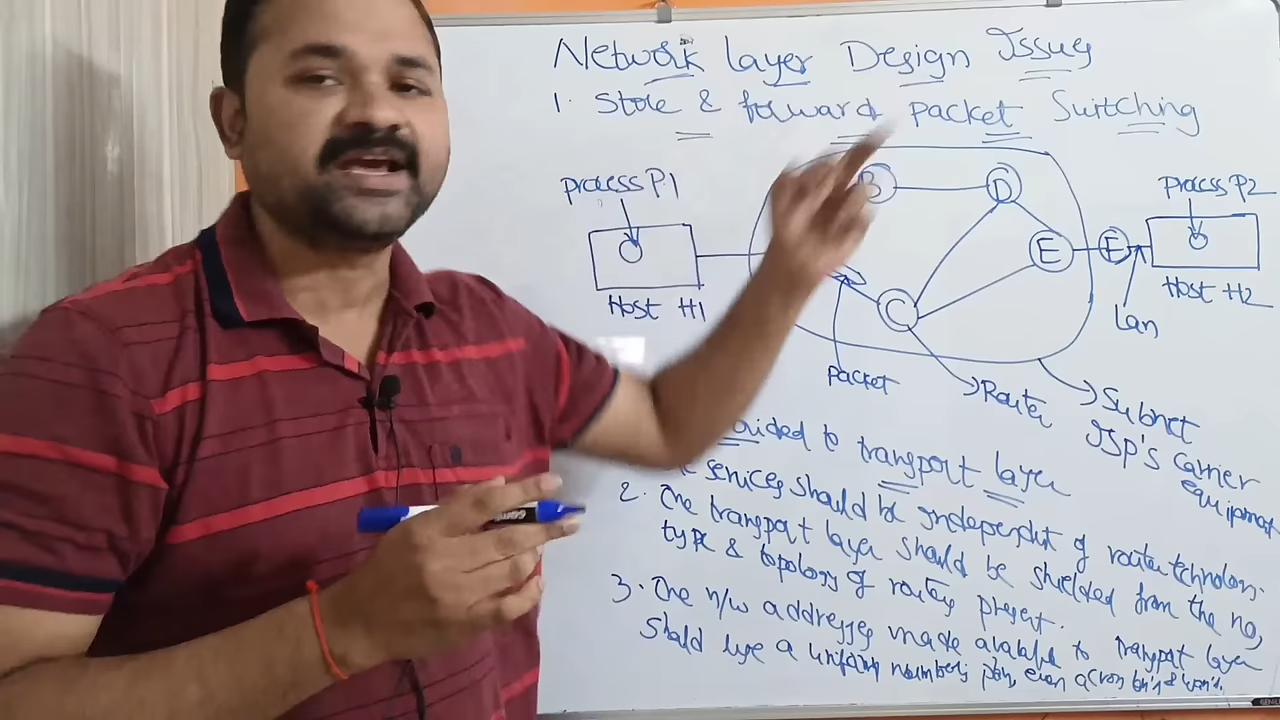 Network layer Design Issues
1. Store & forward packet Switching
process P1
B
D
process P2
E
F
Host H1
C
Host H2
Lan
packet
Router
Subnet
ISP's carrier
equipment
provided to transport layer
services should be independent of router technology.
2. The transport layer should be shielded from the no,
type & topology of routers present.
3. The n/w addresses made available to transport layer
should use a uniform numbering plan, even across lan's & wan's.